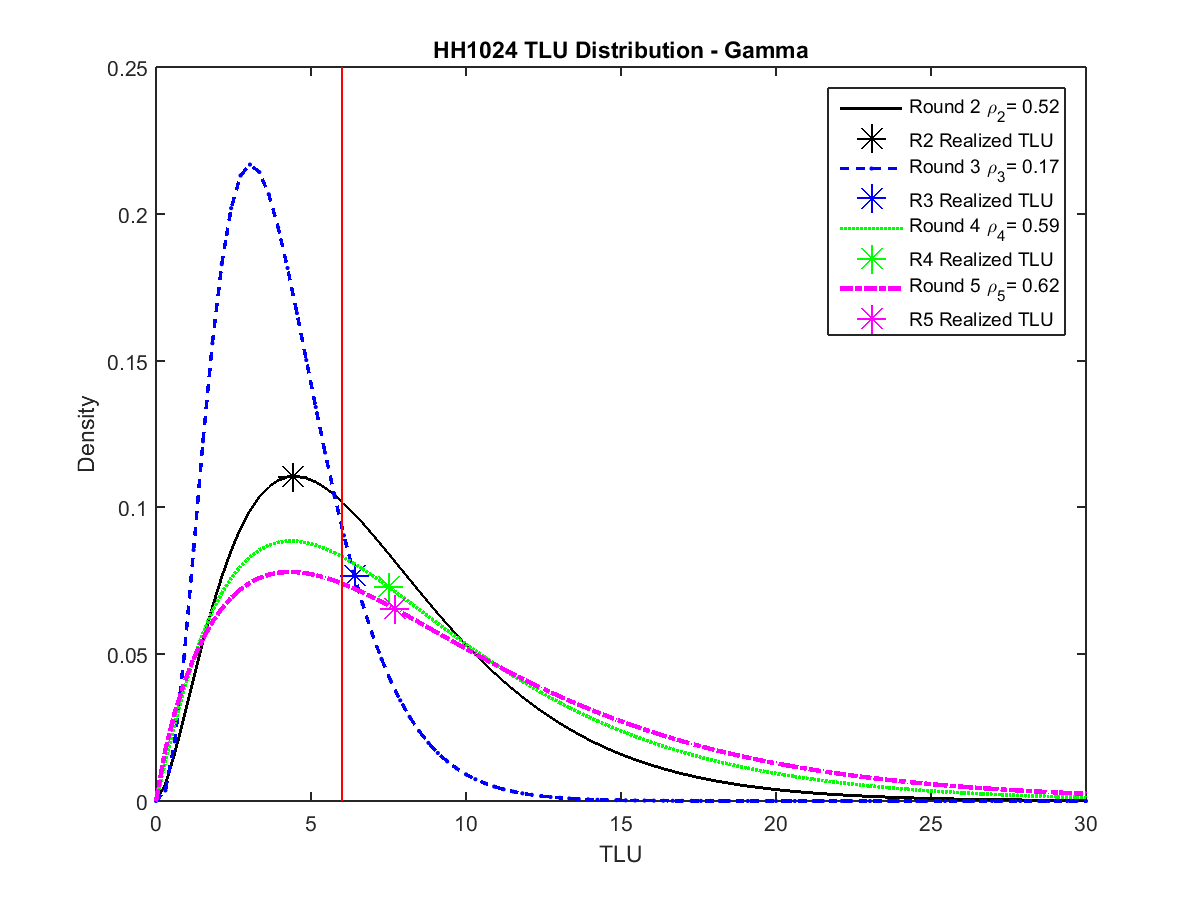 HH1024 TLU Distribution - Gamma
0.25
0.2
0.15
0.1
0.05
0
Density
0
5
10
15
20
25
30
TLU
Round 2 ρ2= 0.52
R2 Realized TLU
Round 3 ρ3= 0.17
R3 Realized TLU
Round 4 ρ4= 0.59
R4 Realized TLU
Round 5 ρ5= 0.62
R5 Realized TLU